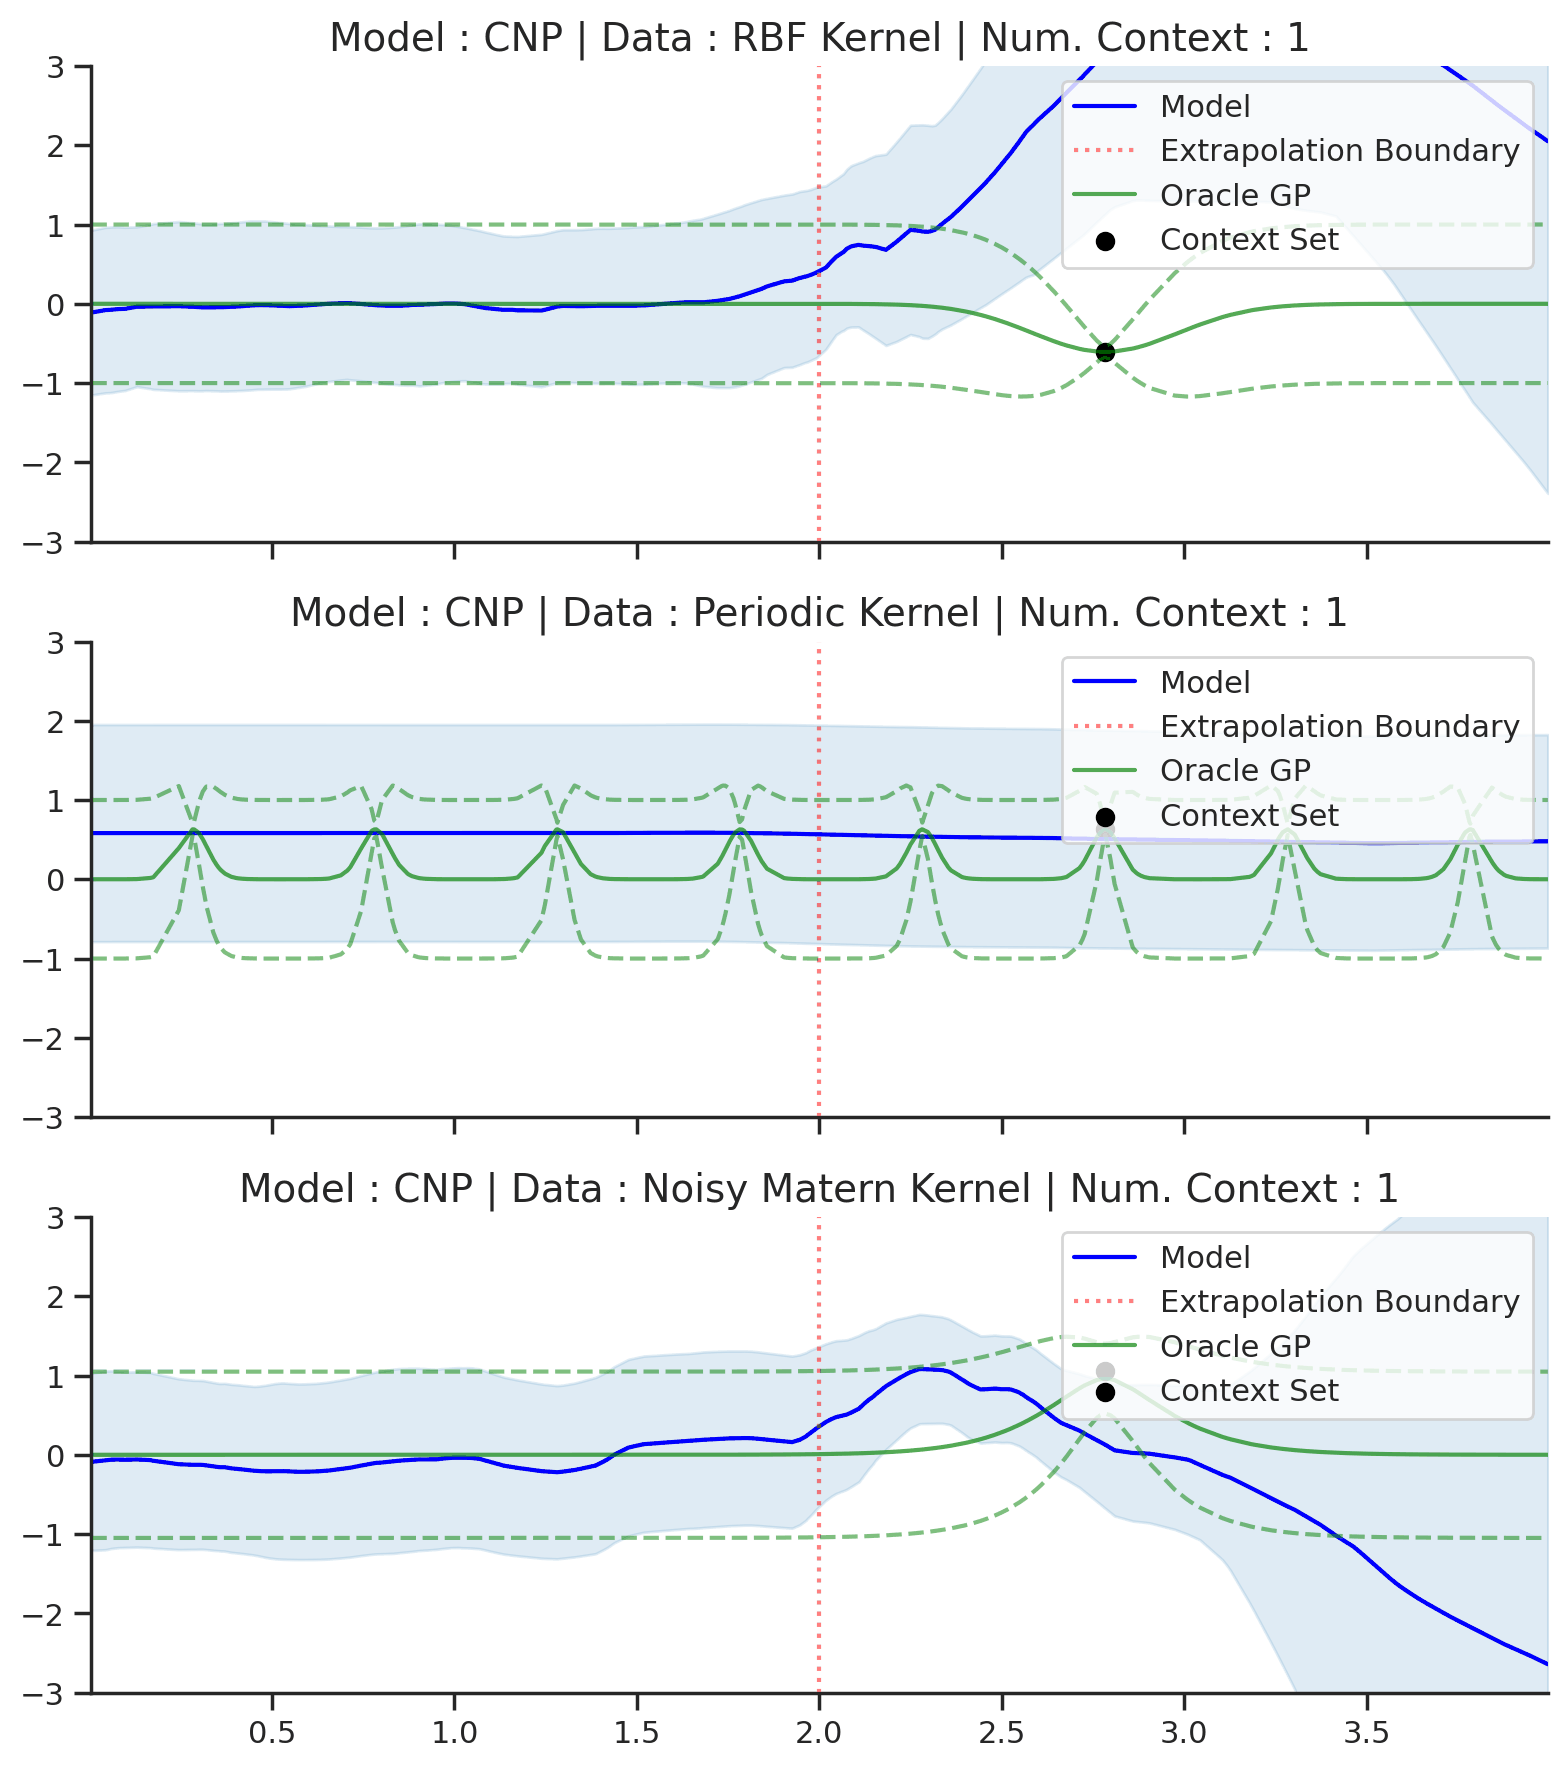 Model : CNP | Data : RBF Kernel | Num. Context : 1
3
2
1
0
−1
−2
−3
Model
Extrapolation Boundary
Oracle GP
Context Set
Model : CNP | Data : Periodic Kernel | Num. Context : 1
3
2
1
0
−1
−2
−3
Model
Extrapolation Boundary
Oracle GP
Context Set
Model : CNP | Data : Noisy Matern Kernel | Num. Context : 1
3
2
1
0
−1
−2
−3
Model
Extrapolation Boundary
Oracle GP
Context Set
0.5 1.0 1.5 2.0 2.5 3.0 3.5